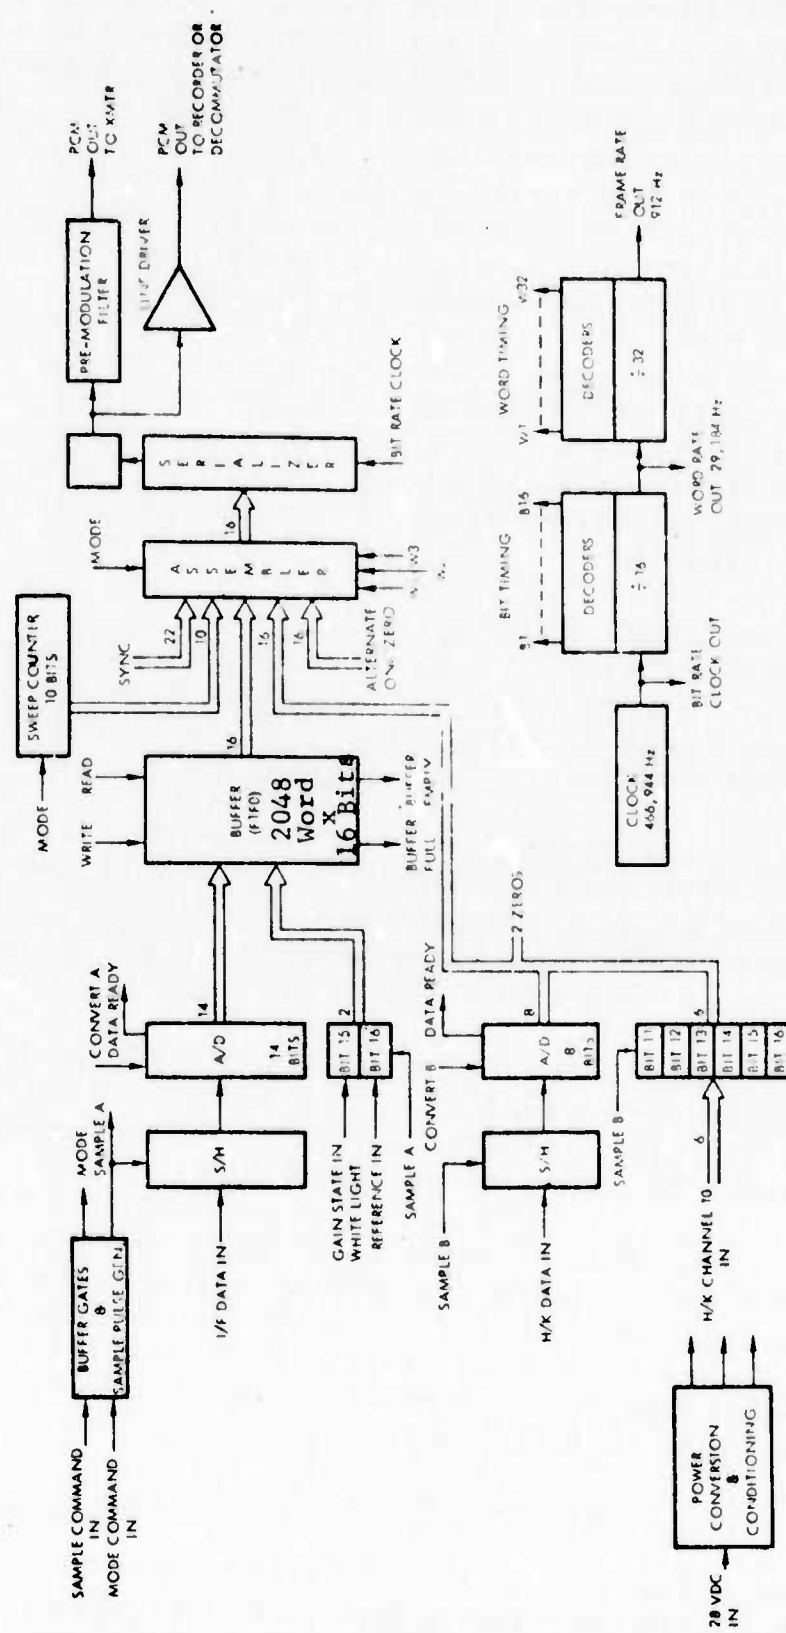 SAMPLE COMMAND
IN
MODE COMMAND
IN
BUFFER GATES
&
SAMPLE PULSE GEN.
MODE
SAMPLE A
I/F DATA IN
S/H
CONVERT A
DATA READY
A/D
14
BITS
14
GAIN STATE IN
WHITE LIGHT
REFERENCE IN
BIT 15
BIT 16
2
SAMPLE A
MODE
SWEEP COUNTER
10 BITS
WRITE
READ
BUFFER
(FIFO)
2048
Word
x
16 Bits
16
BUFFER
FULL
BUFFER
EMPTY
SYNC
22
10
16
16
ALTERNATE
ONE ZERO
MODE
ASSEMBLER
W3
16
SERIALIZER
BIT RATE CLOCK
PRE-MODULATION
FILTER
PCM
OUT
TO XMTR
LINE DRIVER
PCM
OUT
TO RECORDER OR
DECOMMUTATOR
SAMPLE B
H/K DATA IN
S/H
CONVERT B
DATA READY
A/D
8
BITS
8
2 ZEROS
SAMPLE B
BIT 11
BIT 12
BIT 13
BIT 14
BIT 15
BIT 16
6
6
H/K CHANNEL TO
IN
28 VDC
IN
POWER
CONVERSION
&
CONDITIONING
CLOCK
466,944 Hz
BIT RATE
CLOCK OUT
BIT TIMING
B1
B16
DECODERS
÷ 16
WORD RATE
OUT 29,184 Hz
WORD TIMING
W1
W32
DECODERS
÷ 32
FRAME RATE
OUT
912 Hz